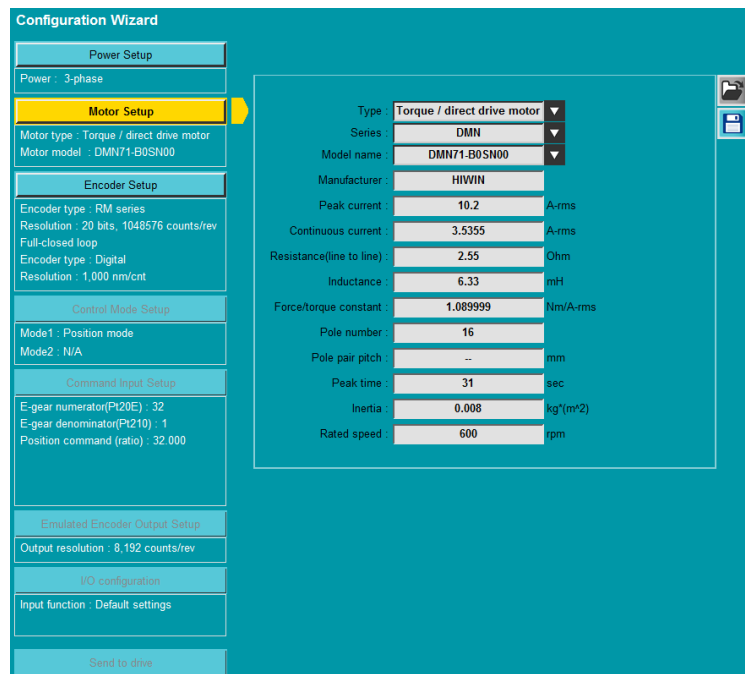 Configuration Wizard
Power Setup
Power : 3-phase
Motor Setup
Motor type : Torque / direct drive motor
Motor model : DMN71-B0SN00
Encoder Setup
Encoder type : RM series
Resolution : 20 bits, 1048576 counts/rev
Full-closed loop
Encoder type : Digital
Resolution : 1,000 nm/cnt
Control Mode Setup
Mode1 : Position mode
Mode2 : N/A
Command Input Setup
E-gear numerator(Pt20E) : 32
E-gear denominator(Pt210) : 1
Position command (ratio) : 32.000
Emulated Encoder Output Setup
Output resolution : 8,192 counts/rev
I/O configuration
Input function : Default settings
Send to drive
Type : Torque / direct drive motor
Series : DMN
Model name : DMN71-B0SN00
Manufacturer : HIWIN
Peak current : 10.2 A-rms
Continuous current : 3.5355 A-rms
Resistance(line to line) : 2.55 Ohm
Inductance : 6.33 mH
Force/torque constant : 1.089999 Nm/A-rms
Pole number : 16
Pole pair pitch : -- mm
Peak time : 31 sec
Inertia : 0.008 kg*(m^2)
Rated speed : 600 rpm